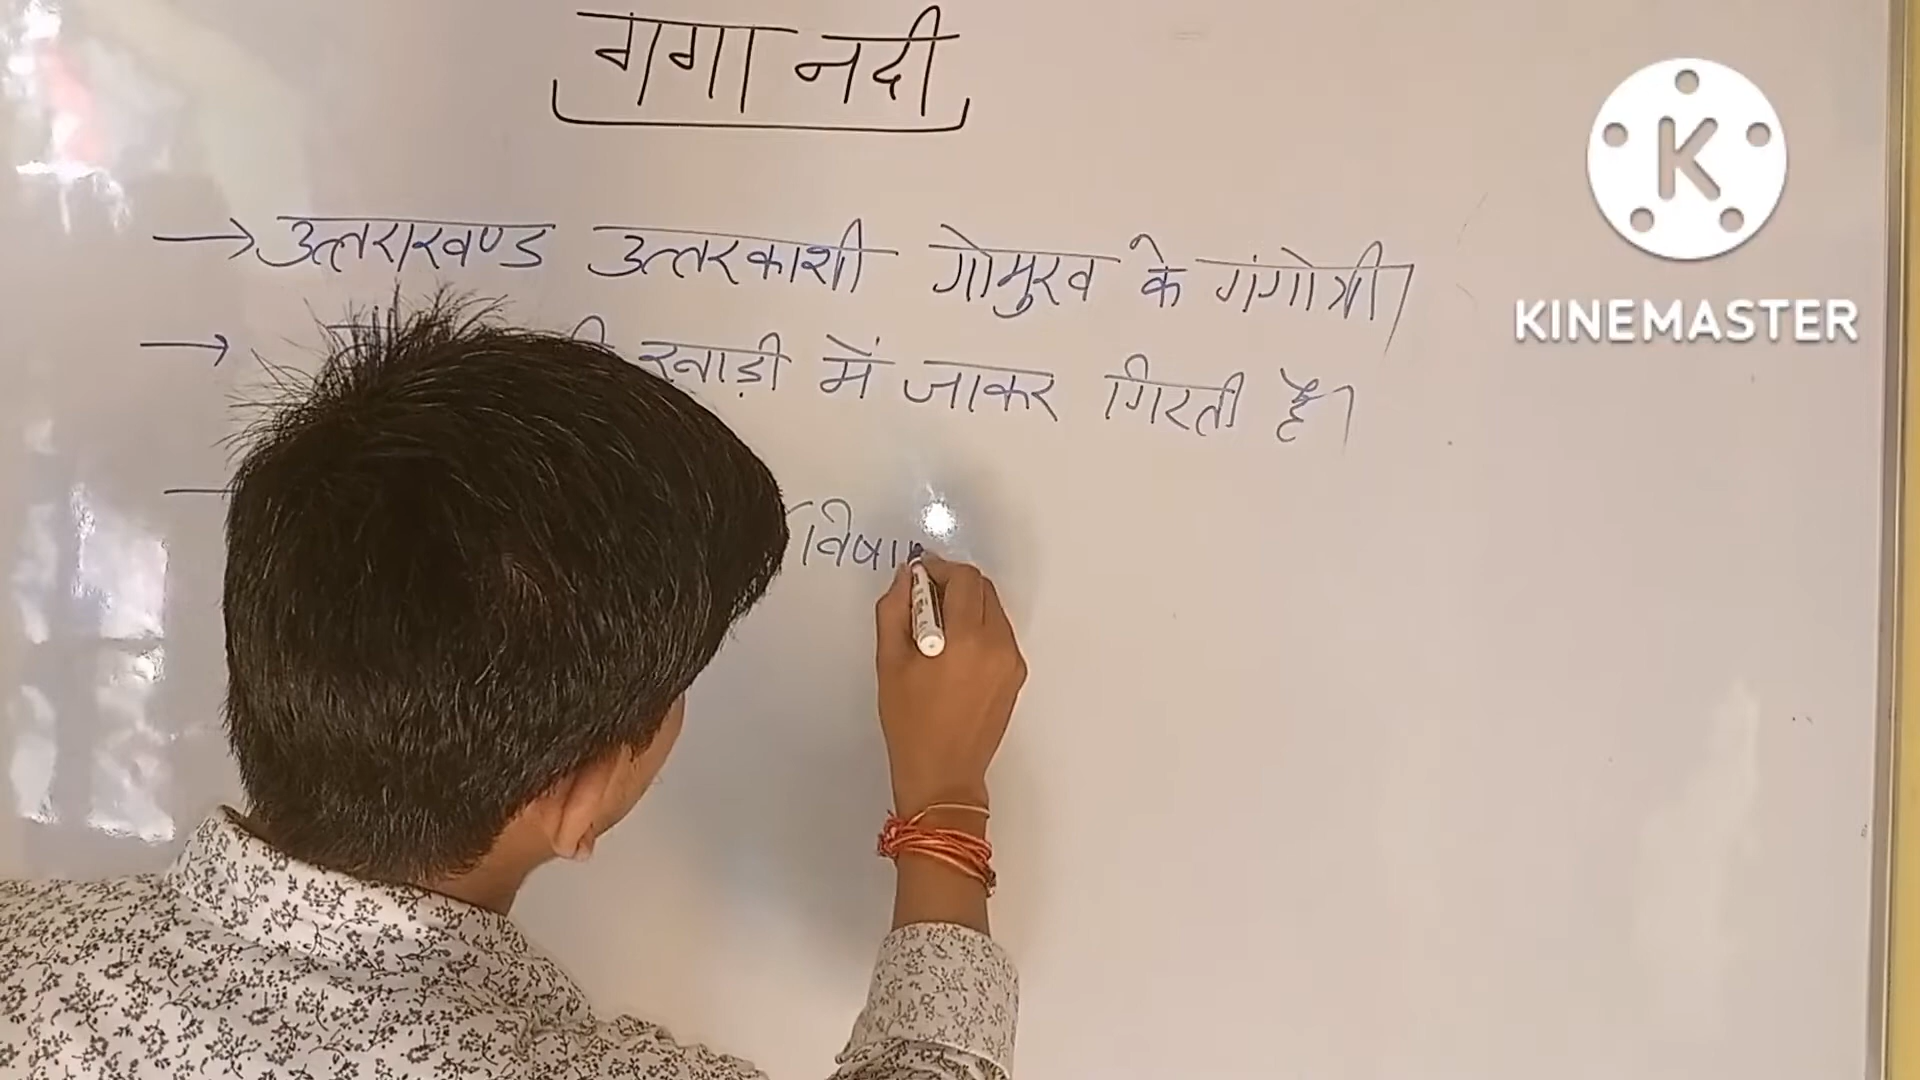 गंगा नदी
→ उत्तराखण्ड उत्तरकाशी गोमुख के गंगोत्री।
→ खाड़ी में जाकर गिरती है।
KINEMASTER